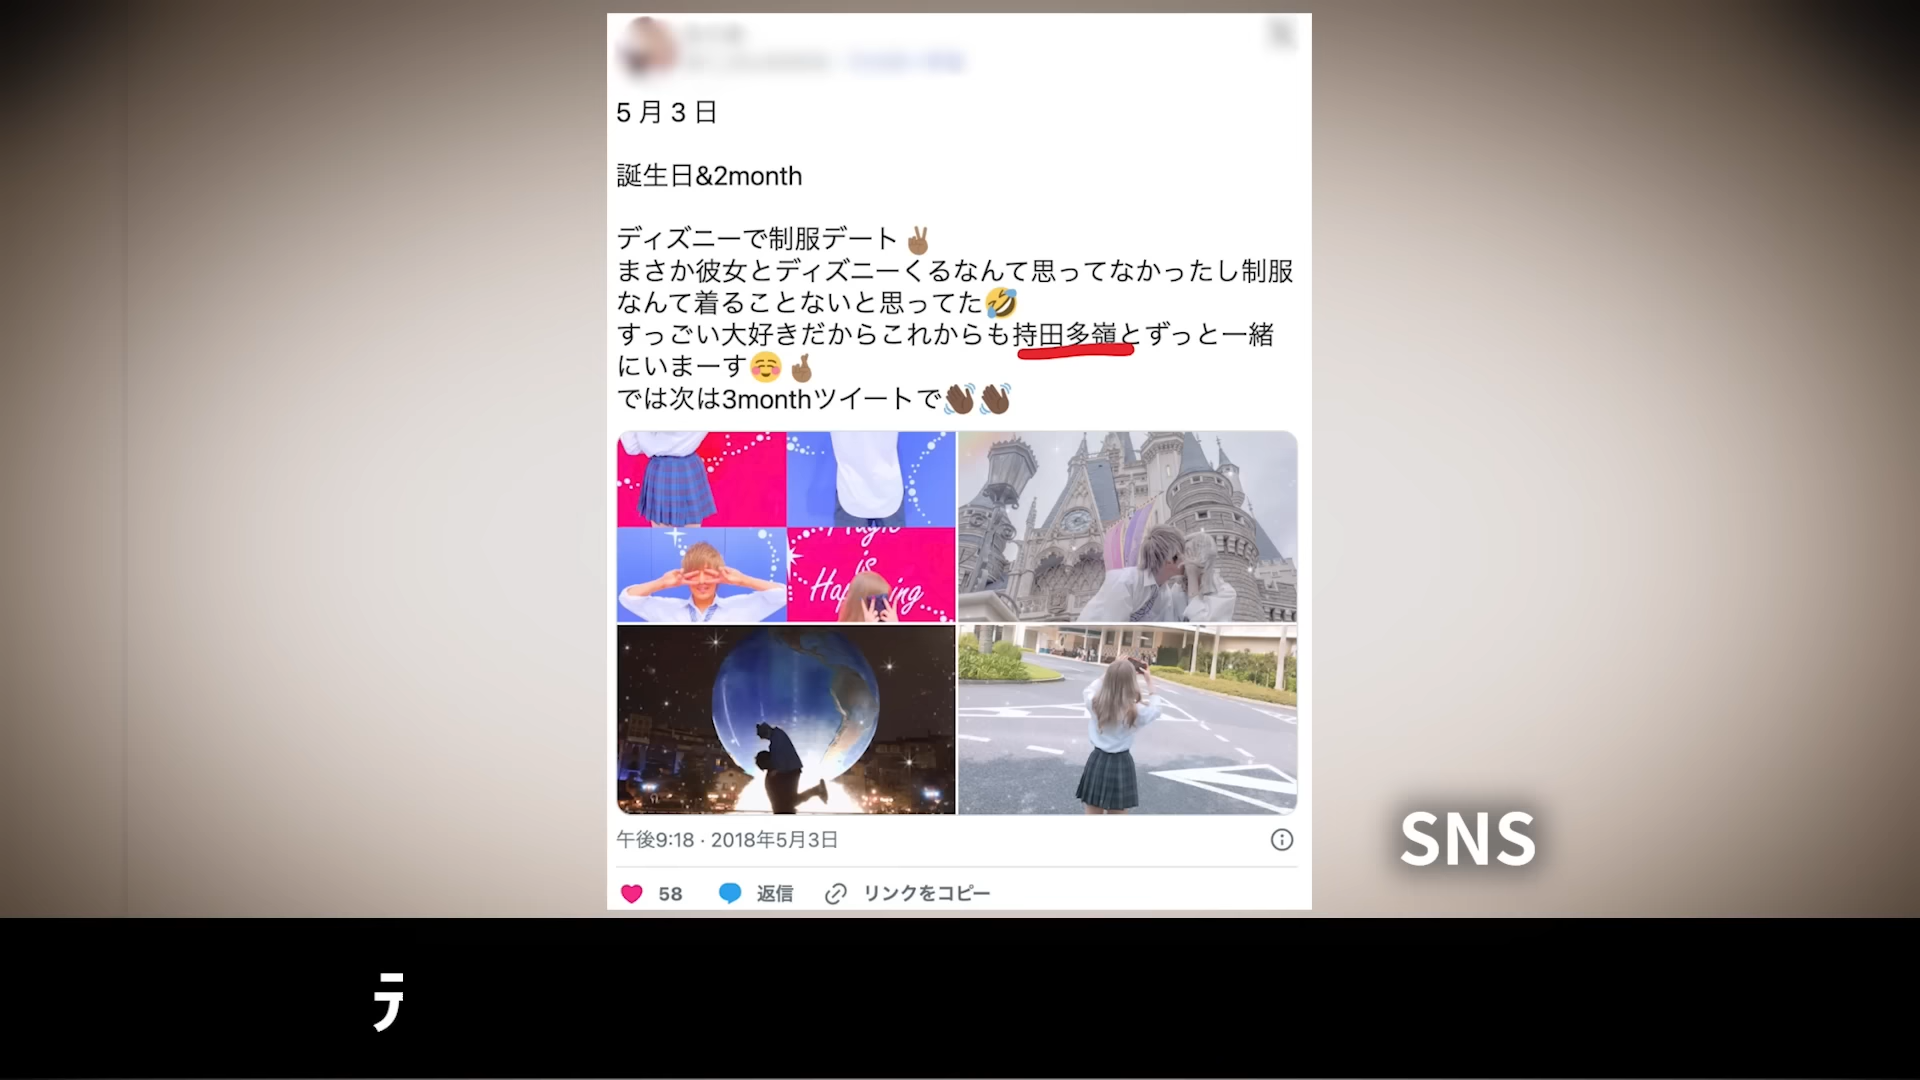 5月3日
誕生日&2month
ディズニーで制服デート✌🏾
まさか彼女とディズニーくるなんて思ってなかったし制服
なんて着ることないと思ってた🤣
すっごい大好きだからこれからも持田多嶺とずっと一緒
にいまーす☺️🤞🏾
では次は3monthツイートで👋🏿👋🏿
Magic
is
Happening
午後9:18 · 2018年5月3日
58 返信 リンクをコピー
SNS